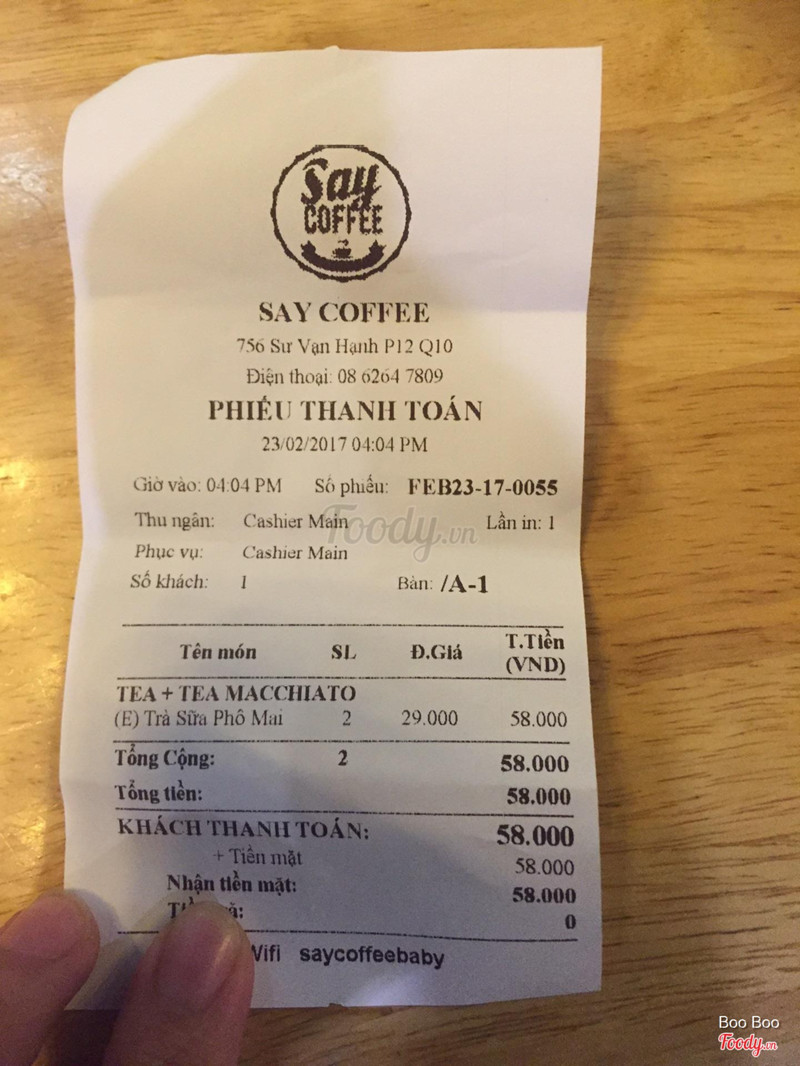 Say
COFFEE
SAY COFFEE
756 Sư Vạn Hạnh P12 Q10
Điện thoại: 08 6264 7809
PHIẾU THANH TOÁN
23/02/2017 04:04 PM
Giờ vào: 04:04 PM Số phiếu: FEB23-17-0055
Thu ngân: Cashier Main Lần in: 1
Foody.vn
Phục vụ: Cashier Main
Số khách: 1 Bàn: /A-1
Tên món SL Đ.Giá T.Tiền
(VND)
TEA + TEA MACCHIATO
(E) Trà Sữa Phô Mai 2 29.000 58.000
Tổng Cộng: 2 58.000
Tổng tiền: 58.000
KHÁCH THANH TOÁN: 58.000
+ Tiền mặt 58.000
Nhận tiền mặt: 58.000
0
Wifi saycoffeebaby
Boo Boo
Foody.vn